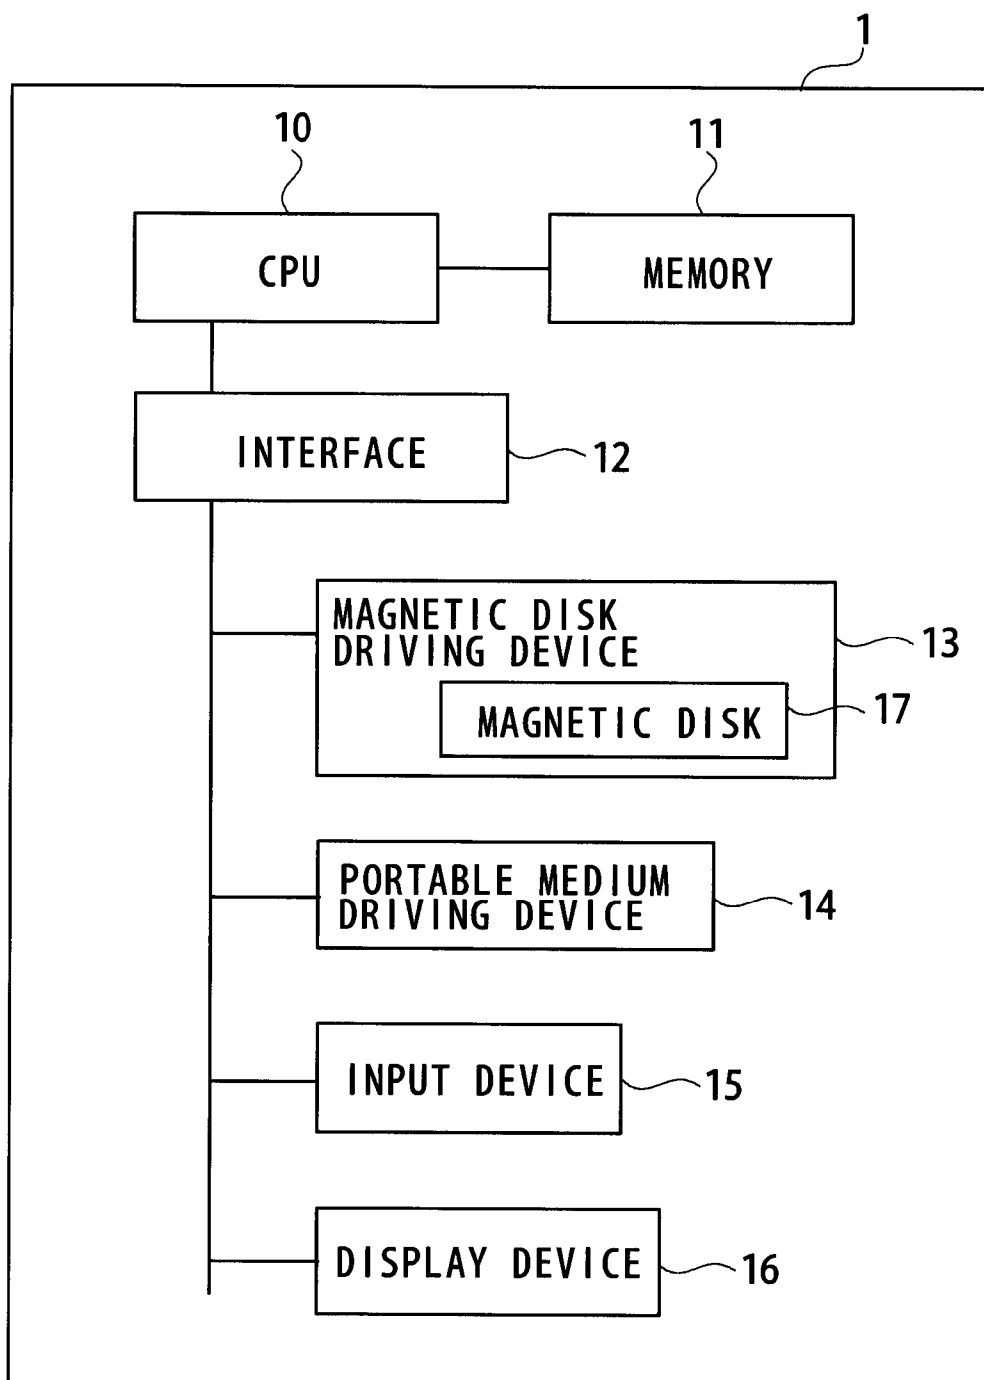 1
10
11
CPU
MEMORY
INTERFACE
12
MAGNETIC DISK
DRIVING DEVICE
13
MAGNETIC DISK
17
PORTABLE MEDIUM
DRIVING DEVICE
14
INPUT DEVICE
15
DISPLAY DEVICE
16